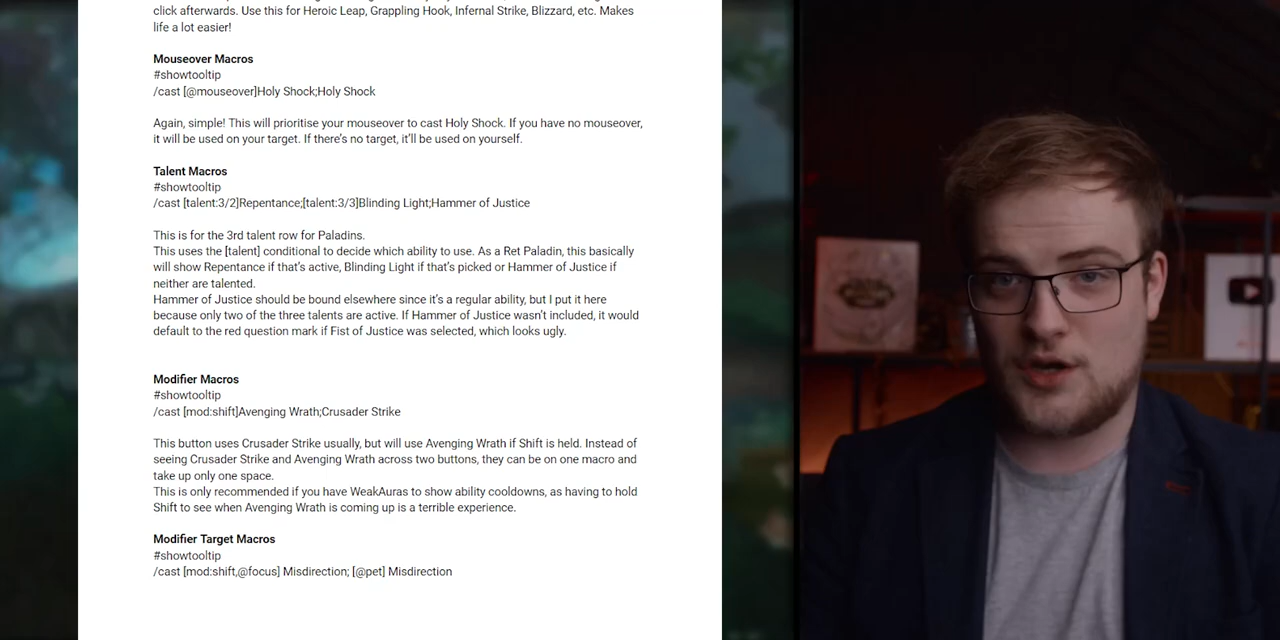 click afterwards. Use this for Heroic Leap, Grappling Hook, Infernal Strike, Blizzard, etc. Makes
life a lot easier!
Mouseover Macros
#showtooltip
/cast [@mouseover]Holy Shock;Holy Shock
Again, simple! This will prioritise your mouseover to cast Holy Shock. If you have no mouseover,
it will be used on your target. If there's no target, it'll be used on yourself.
Talent Macros
#showtooltip
/cast [talent:3/2]Repentance;[talent:3/3]Blinding Light;Hammer of Justice
This is for the 3rd talent row for Paladins.
This uses the [talent] conditional to decide which ability to use. As a Ret Paladin, this basically
will show Repentance if that's active, Blinding Light if that's picked or Hammer of Justice if
neither are talented.
Hammer of Justice should be bound elsewhere since it's a regular ability, but I put it here
because only two of the three talents are active. If Hammer of Justice wasn't included, it would
default to the red question mark if Fist of Justice was selected, which looks ugly.
Modifier Macros
#showtooltip
/cast [mod:shift]Avenging Wrath;Crusader Strike
This button uses Crusader Strike usually, but will use Avenging Wrath if Shift is held. Instead of
seeing Crusader Strike and Avenging Wrath across two buttons, they can be on one macro and
take up only one space.
This is only recommended if you have WeakAuras to show ability cooldowns, as having to hold
Shift to see when Avenging Wrath is coming up is a terrible experience.
Modifier Target Macros
#showtooltip
/cast [mod:shift,@focus] Misdirection; [@pet] Misdirection